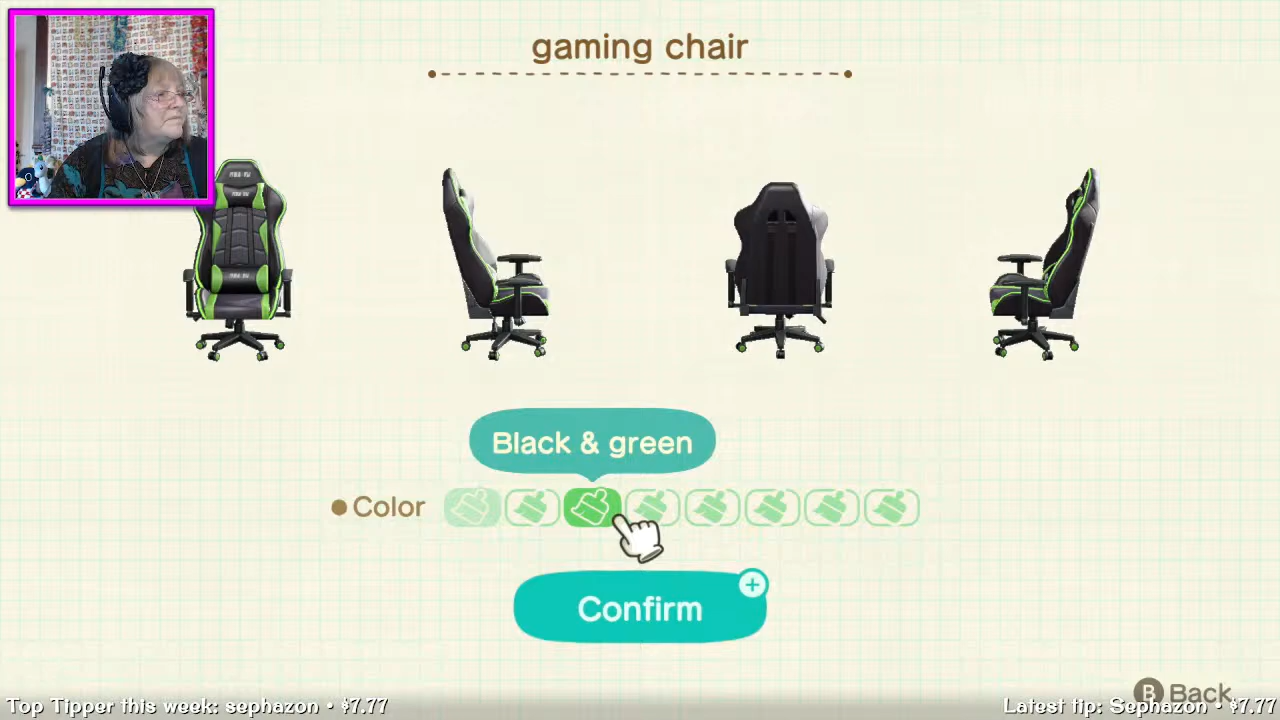 gaming chair
Black & green
Color
Confirm
B Back
Top Tipper this week: sephazon • $7.77
Latest tip: Sephazon • $7.77